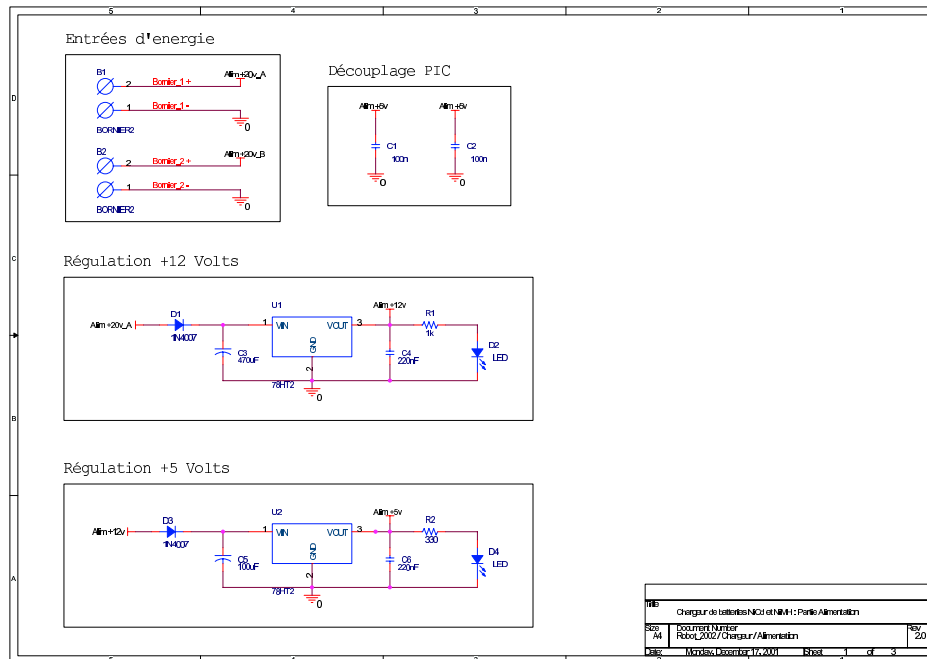 5 4 3 2 1
Entrées d'energie
B1
2 Bornier_1 + Alim+20v_A
1 Bornier_1 -
0
BORNIER2
B2
2 Bornier_2 + Alim+20v_B
1 Bornier_2 -
0
BORNIER2
Découplage PIC
Alim+5v Alim+5v
C1 C2
100n 100n
0 0
D
C
B
A
Régulation +12 Volts
Alim+20v_A
D1
1N4007
C3
470uF
U1
1 VIN VOUT 3
GND
2
78HT2
0
Alim+12v
C4
220nF
R1
1k
D2
LED
Régulation +5 Volts
Alim+12v
D3
1N4007
C5
100uF
U2
1 VIN VOUT 3
GND
2
78HT2
0
Alim+5v
C6
220nF
R2
330
D4
LED
Title
Chargeur de batteries NiCd et NiMH : Partie Alimentation
Size Document Number Rev
A4 Robot_2002 / Chargeur / Alimentation 2.0
Date: Monday, December 17, 2001 Sheet 1 of 3
5 4 3 2 1